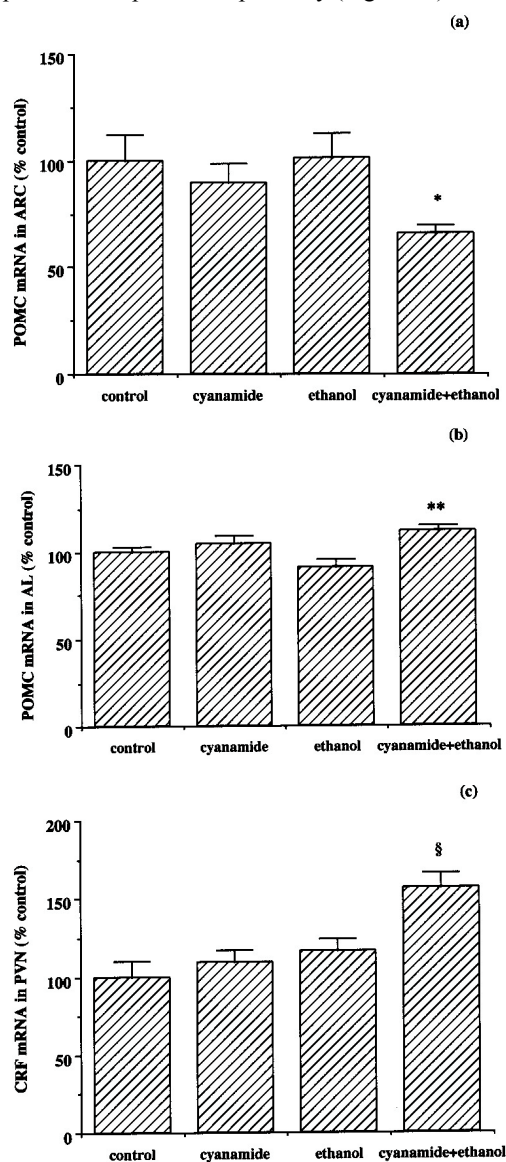 (a)
150
100
50
0
POMC mRNA in ARC (% control)
*
control cyanamide ethanol cyanamide+ethanol
(b)
150
100
50
0
POMC mRNA in AL (% control)
**
control cyanamide ethanol cyanamide+ethanol
(c)
200
150
100
50
0
CRF mRNA in PVN (% control)
§
control cyanamide ethanol cyanamide+ethanol